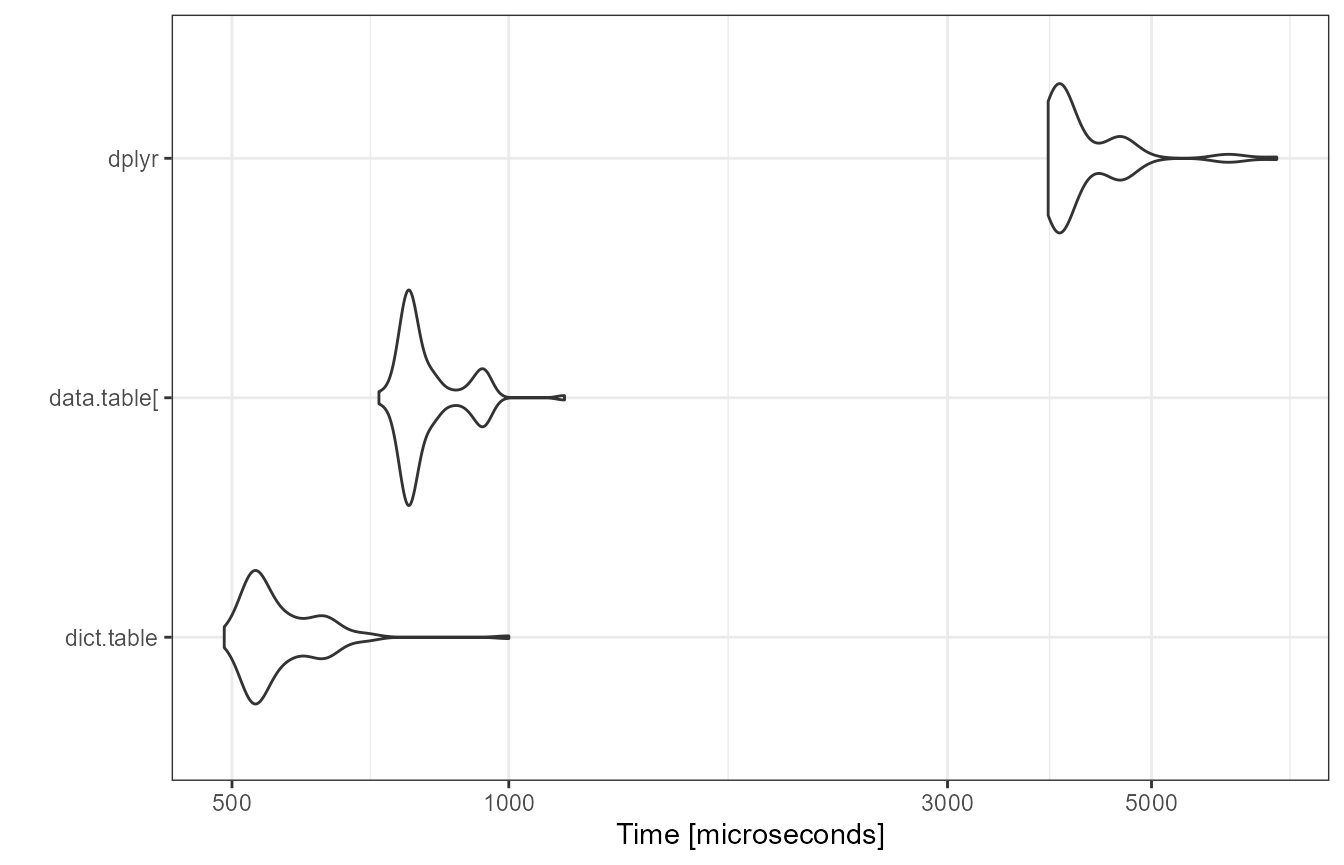 dplyr
data.table[
dict.table
500 1000 3000 5000
Time [microseconds]